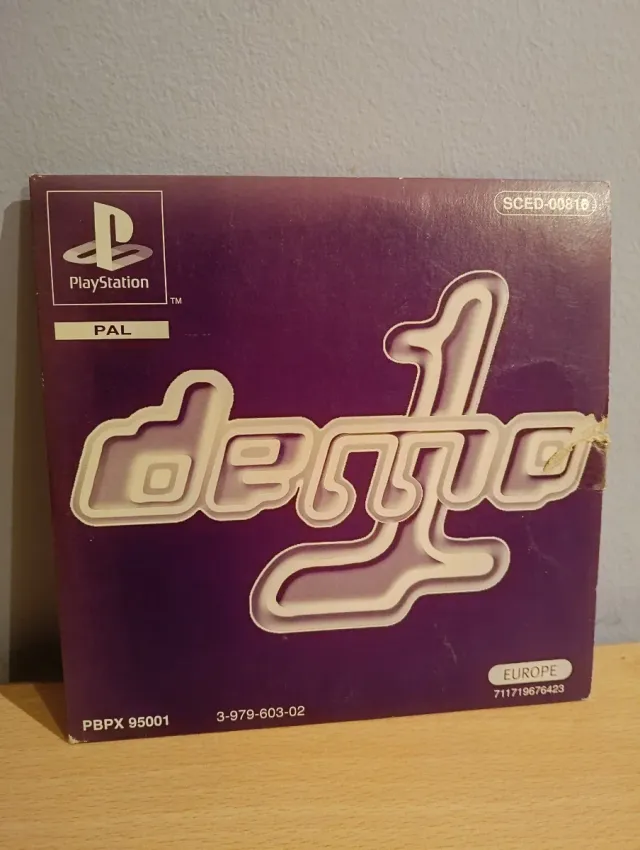 PlayStation
TM
PAL
SCED-00810
1
demo
EUROPE
711719676423
PBPX 95001
3-979-603-02